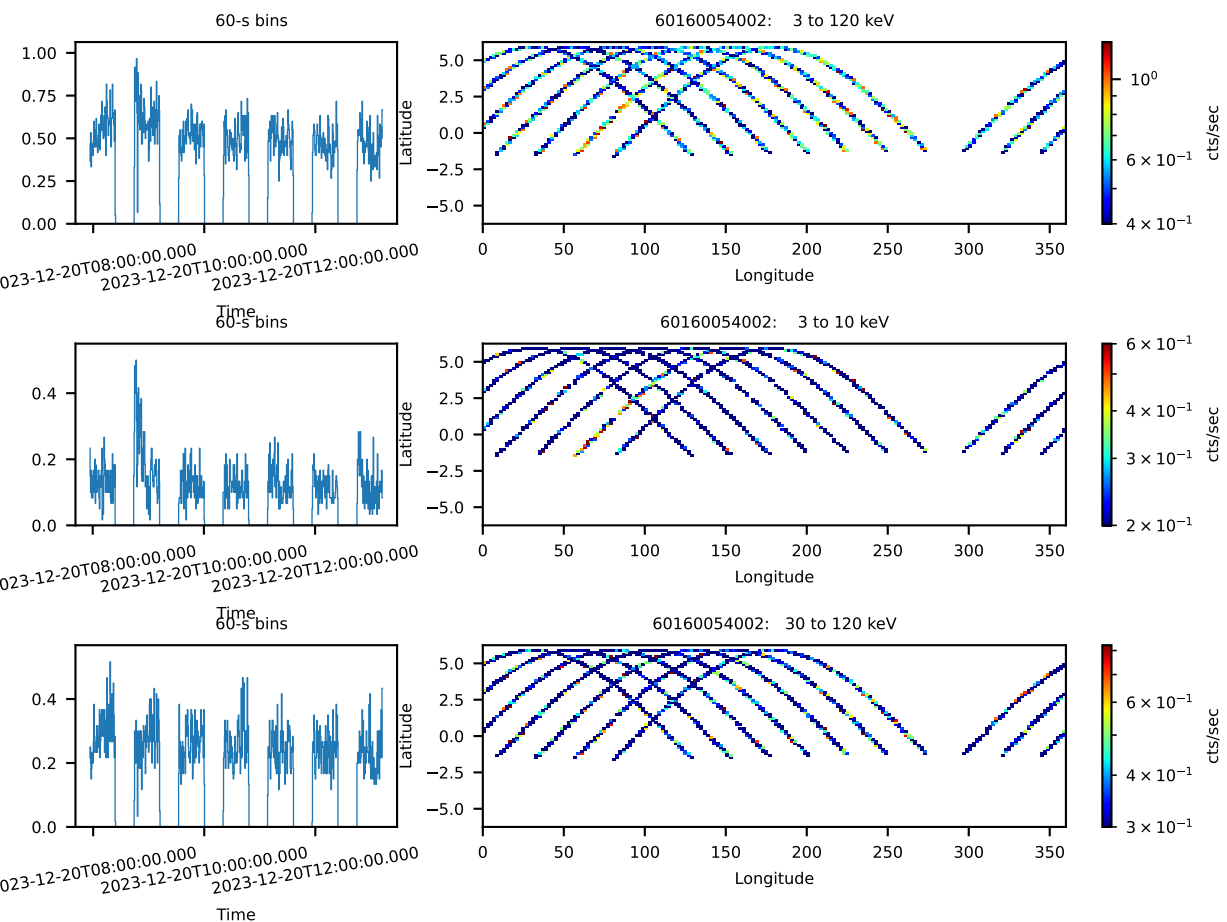 60-s bins
60160054002:    3 to 120 keV
1.00
0.75
0.50
0.25
0.00
Latitude
5.0
2.5
0.0
−2.5
−5.0
10^0
6 × 10^−1
4 × 10^−1
cts/sec
023-12-20T08:00:00.000
2023-12-20T10:00:00.000
2023-12-20T12:00:00.000
Time
0 50 100 150 200 250 300 350
Longitude
60-s bins
60160054002:    3 to 10 keV
0.4
0.2
0.0
Latitude
5.0
2.5
0.0
−2.5
−5.0
6 × 10^−1
4 × 10^−1
3 × 10^−1
2 × 10^−1
cts/sec
023-12-20T08:00:00.000
2023-12-20T10:00:00.000
2023-12-20T12:00:00.000
Time
0 50 100 150 200 250 300 350
Longitude
60-s bins
60160054002:   30 to 120 keV
0.4
0.2
0.0
Latitude
5.0
2.5
0.0
−2.5
−5.0
6 × 10^−1
4 × 10^−1
3 × 10^−1
cts/sec
023-12-20T08:00:00.000
2023-12-20T10:00:00.000
2023-12-20T12:00:00.000
Time
0 50 100 150 200 250 300 350
Longitude